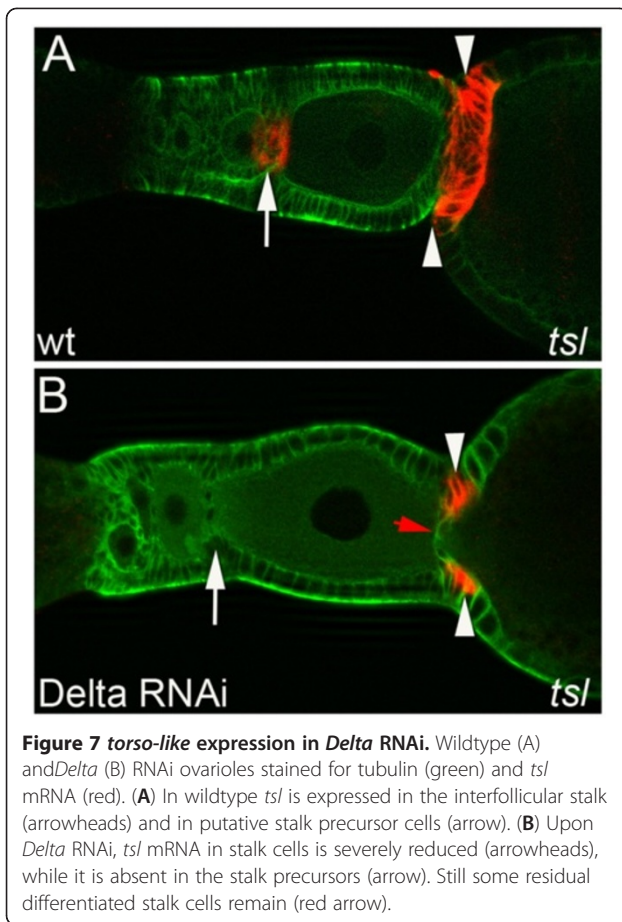 A
wt
tsl
B
Delta RNAi
tsl
Figure 7 torso-like expression in Delta RNAi. Wildtype (A)
andDelta (B) RNAi ovarioles stained for tubulin (green) and tsl
mRNA (red). (A) In wildtype tsl is expressed in the interfollicular stalk
(arrowheads) and in putative stalk precursor cells (arrow). (B) Upon
Delta RNAi, tsl mRNA in stalk cells is severely reduced (arrowheads),
while it is absent in the stalk precursors (arrow). Still some residual
differentiated stalk cells remain (red arrow).